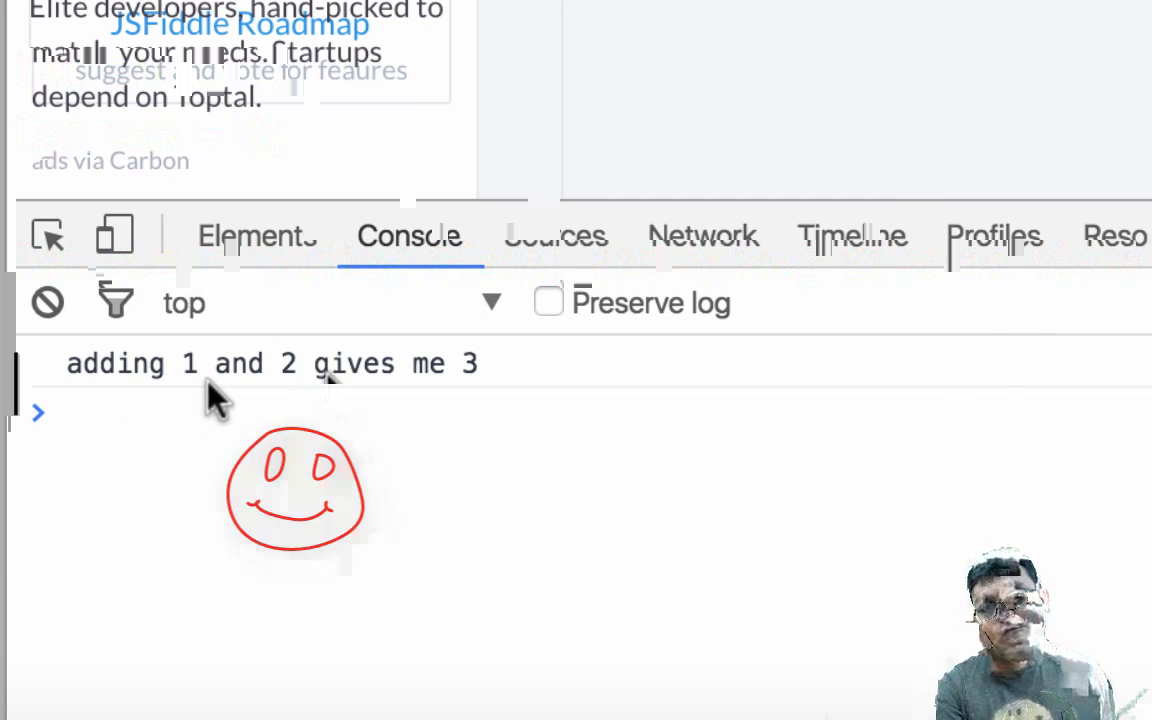 Elite developers, hand-picked to
JSFiddle Roadmap
match your needs. Startups
suggest and vote for
depend on Toptal.
ads via Carbon
Elements Console Sources Network Timeline Profiles Reso
top Preserve log
adding 1 and 2 gives me 3